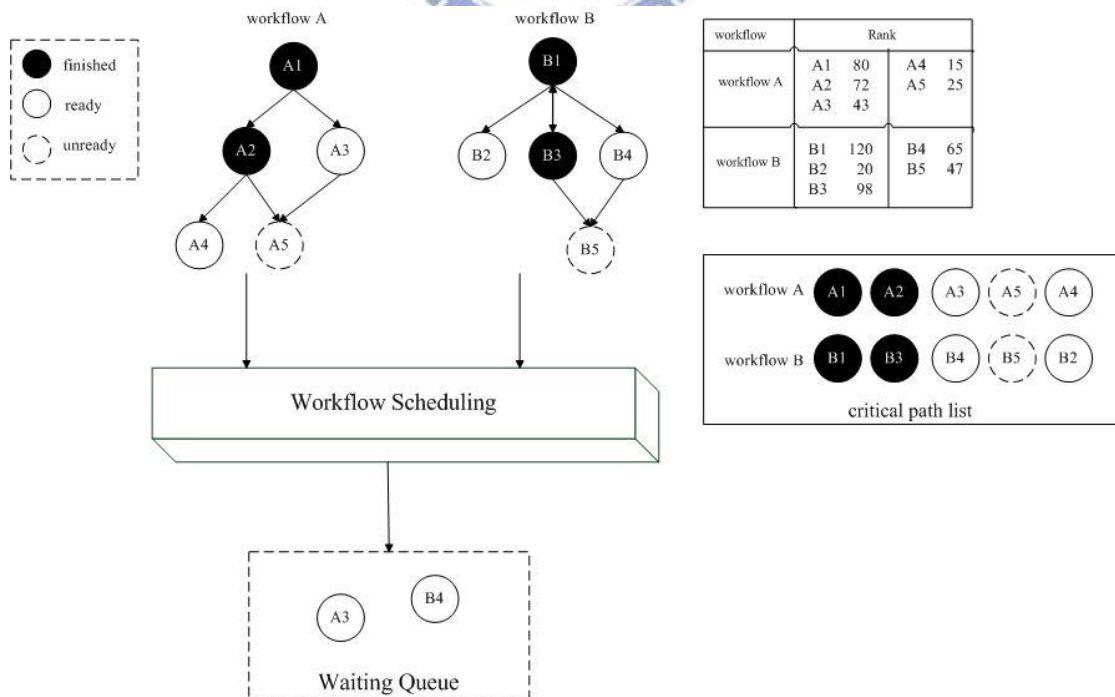 workflow A
workflow B
finished
ready
unready
A1
A2
A3
A4
A5
B1
B2
B3
B4
B5
workflow
Rank
workflow A
A1 80
A2 72
A3 43
A4 15
A5 25
workflow B
B1 120
B2 20
B3 98
B4 65
B5 47
workflow A
A1 A2 A3 A5 A4
workflow B
B1 B3 B4 B5 B2
critical path list
Workflow Scheduling
A3
B4
Waiting Queue